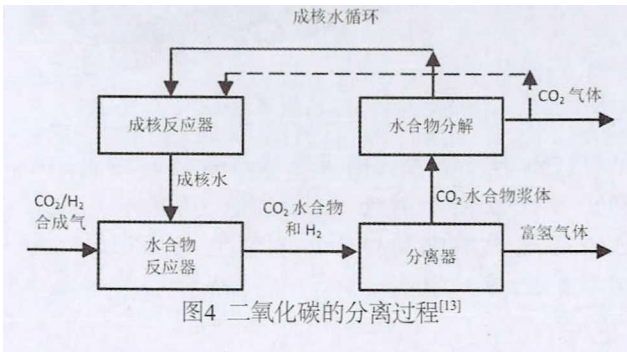 成核水循环
成核反应器
水合物分解
CO₂ 气体
成核水
CO₂水合物浆体
CO₂/H₂
合成气
CO₂ 水合物
和 H₂
富氢气体
水合物
反应器
分离器
图4 二氧化碳的分离过程[13]